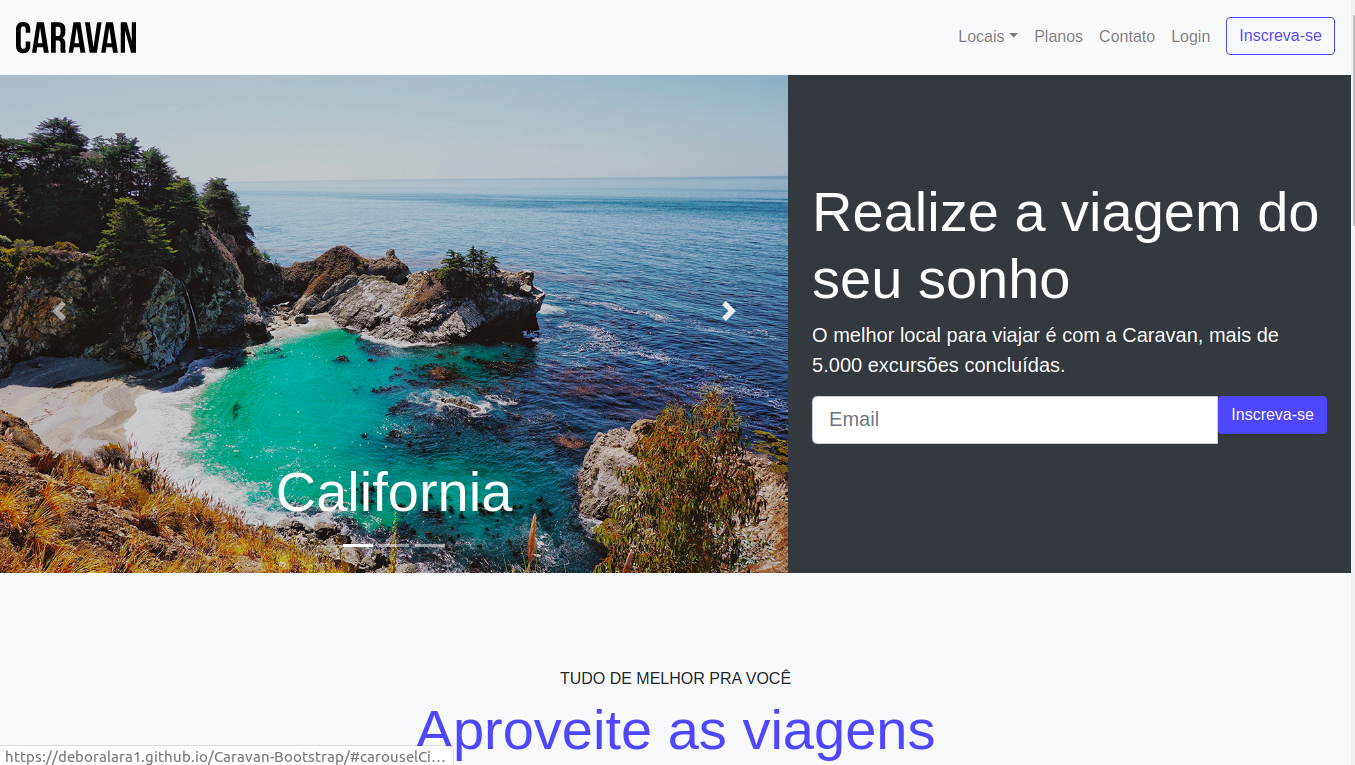 CARAVAN
Locais Planos Contato Login Inscreva-se
Realize a viagem do
seu sonho
O melhor local para viajar é com a Caravan, mais de
5.000 excursões concluídas.
Email Inscreva-se
California
TUDO DE MELHOR PRA VOCÊ
Aproveite as viagens
https://deboralara1.github.io/Caravan-Bootstrap/#carouselCi...